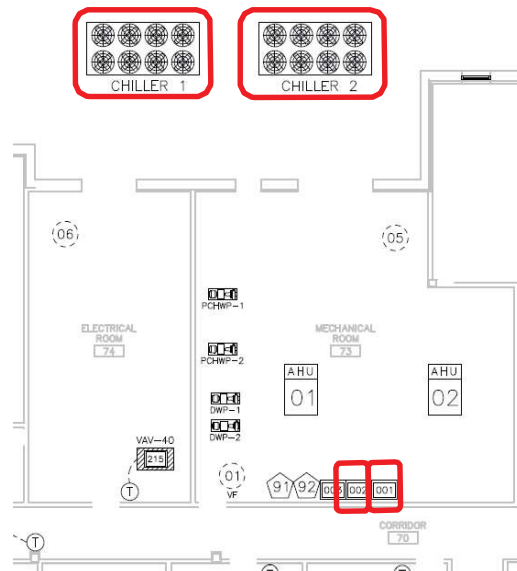 CHILLER 1
CHILLER 2
06
05
PCHWP-1
ELECTRICAL
ROOM
74
MECHANICAL
ROOM
73
PCHWP-2
AHU
01
AHU
02
DWP-1
DWP-2
VAV-40
215
T
01
VF
91
92
003
002
001
CORRIDOR
70
T
T
T